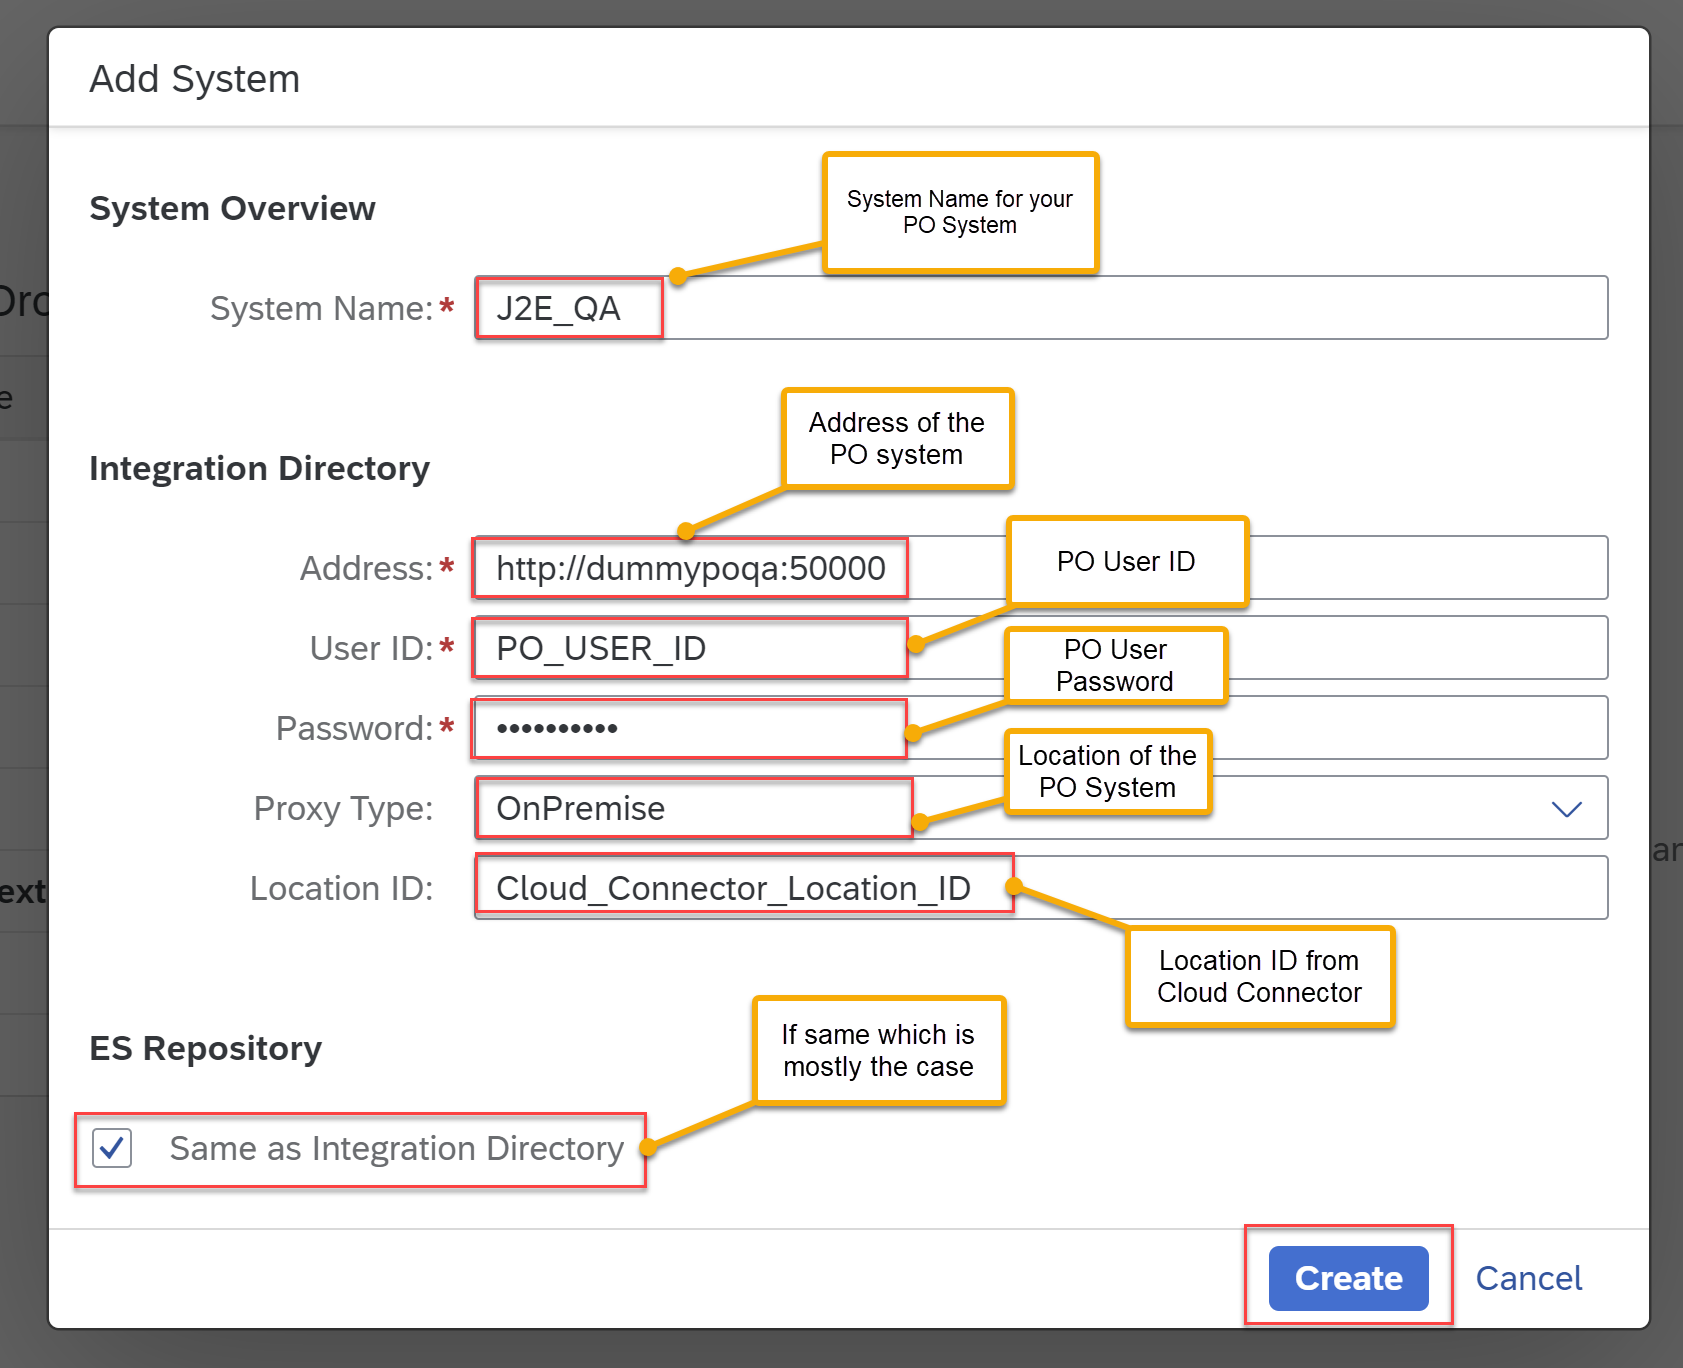 Add System
System Overview
System Name for your
PO System
System Name:*
J2E_QA
Integration Directory
Address of the
PO system
Address:*
http://dummypoqa:50000
PO User ID
User ID:*
PO_USER_ID
PO User
Password
Password:*
••••••••••
Location of the
PO System
Proxy Type:
OnPremise
Location ID:
Cloud_Connector_Location_ID
Location ID from
Cloud Connector
ES Repository
If same which is
mostly the case
Same as Integration Directory
Create
Cancel